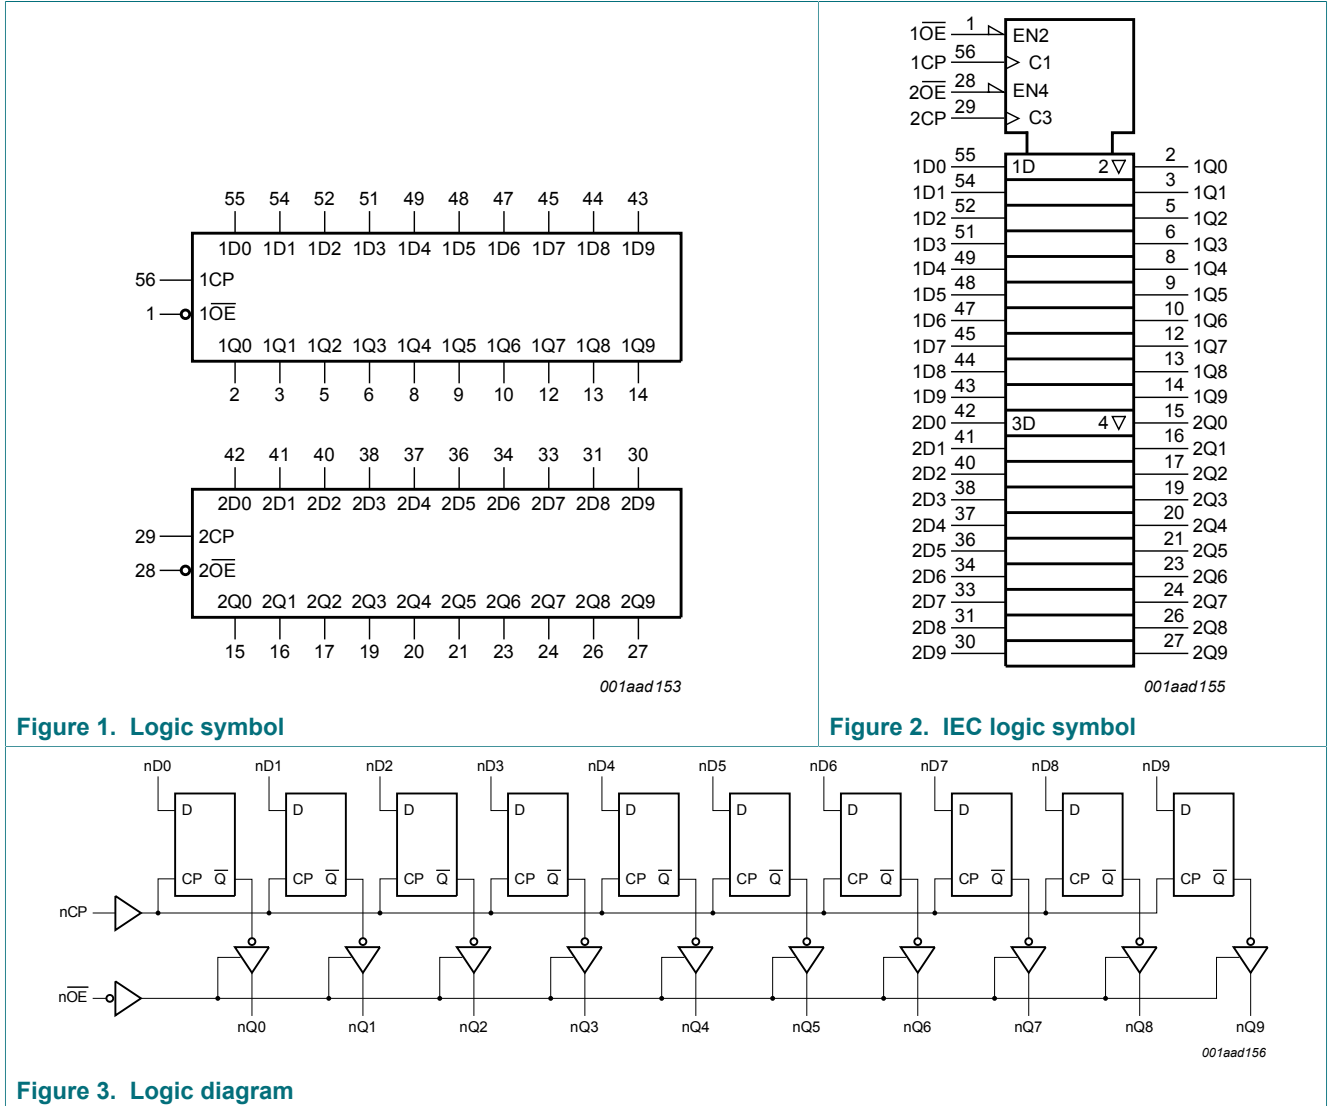 55 54 52 51 49 48 47 45 44 43
1D0 1D1 1D2 1D3 1D4 1D5 1D6 1D7 1D8 1D9
56 1CP
1 1O̅E̅
1Q0 1Q1 1Q2 1Q3 1Q4 1Q5 1Q6 1Q7 1Q8 1Q9
2 3 5 6 8 9 10 12 13 14
42 41 40 38 37 36 34 33 31 30
2D0 2D1 2D2 2D3 2D4 2D5 2D6 2D7 2D8 2D9
29 2CP
28 2O̅E̅
2Q0 2Q1 2Q2 2Q3 2Q4 2Q5 2Q6 2Q7 2Q8 2Q9
15 16 17 19 20 21 23 24 26 27
001aad153
Figure 1. Logic symbol
1O̅E̅ 1 EN2
1CP 56 C1
2O̅E̅ 28 EN4
2CP 29 C3
1D0 55 1D 2▽ 2 1Q0
1D1 54 3 1Q1
1D2 52 5 1Q2
1D3 51 6 1Q3
1D4 49 8 1Q4
1D5 48 9 1Q5
1D6 47 10 1Q6
1D7 45 12 1Q7
1D8 44 13 1Q8
1D9 43 14 1Q9
2D0 42 3D 4▽ 15 2Q0
2D1 41 16 2Q1
2D2 40 17 2Q2
2D3 38 19 2Q3
2D4 37 20 2Q4
2D5 36 21 2Q5
2D6 34 23 2Q6
2D7 33 24 2Q7
2D8 31 26 2Q8
2D9 30 27 2Q9
001aad155
Figure 2. IEC logic symbol
nD0 nD1 nD2 nD3 nD4 nD5 nD6 nD7 nD8 nD9
D D D D D D D D D D
CP Q̅ CP Q̅ CP Q̅ CP Q̅ CP Q̅ CP Q̅ CP Q̅ CP Q̅ CP Q̅ CP Q̅
nCP
nO̅E̅
nQ0 nQ1 nQ2 nQ3 nQ4 nQ5 nQ6 nQ7 nQ8 nQ9
001aad156
Figure 3. Logic diagram